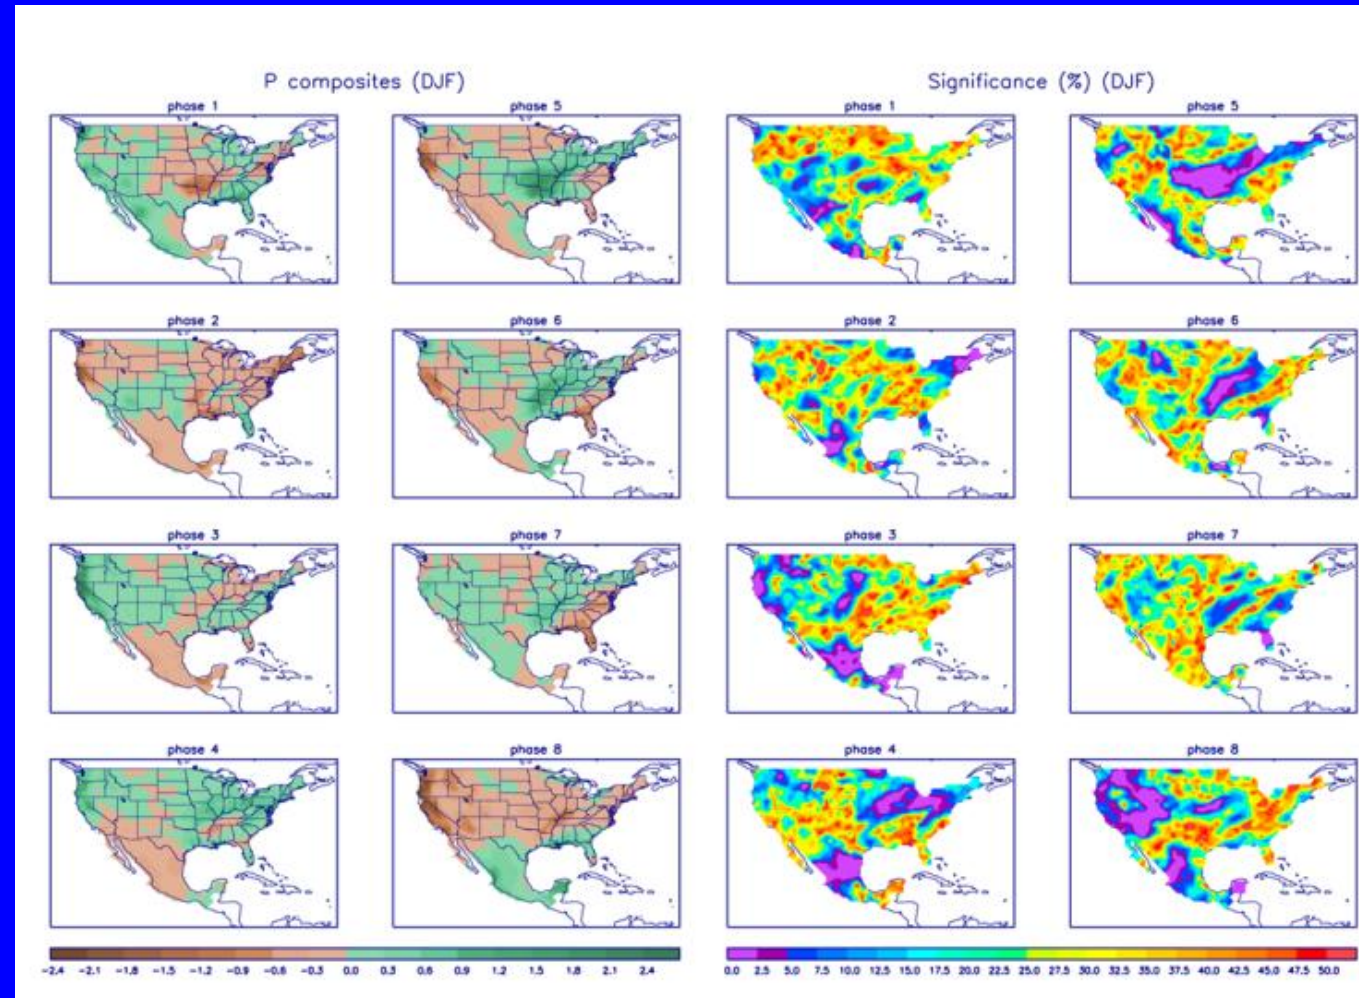 P composites (DJF)
Significance (%) (DJF)
phase 1
phase 5
phase 1
phase 5
phase 2
phase 6
phase 2
phase 6
phase 3
phase 7
phase 3
phase 7
phase 4
phase 8
phase 4
phase 8
-2.4 -2.1 -1.8 -1.5 -1.2 -0.9 -0.6 -0.3 0.0 0.3 0.6 0.9 1.2 1.5 1.8 2.1 2.4
0.0 2.5 5.0 7.5 10.0 12.5 15.0 17.5 20.0 22.5 25.0 27.5 30.0 32.5 35.0 37.5 40.0 42.5 45.0 47.5 50.0